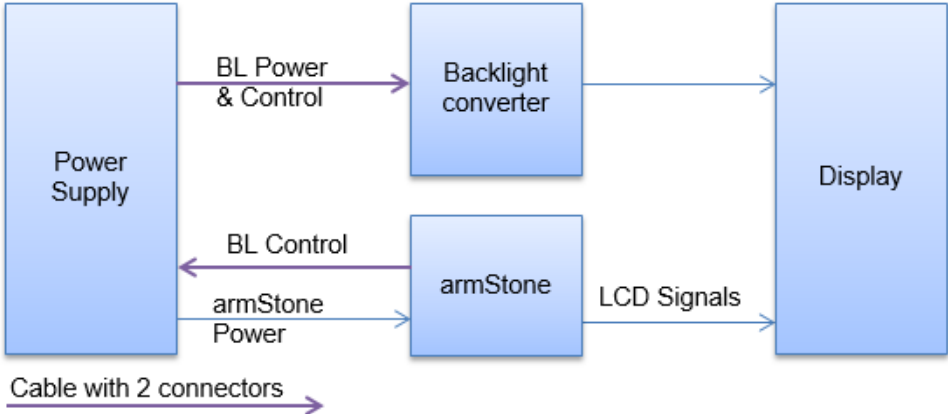 BL Power
& Control
Backlight
converter
Power
Supply
Display
BL Control
armStone
armStone
Power
LCD Signals
Cable with 2 connectors